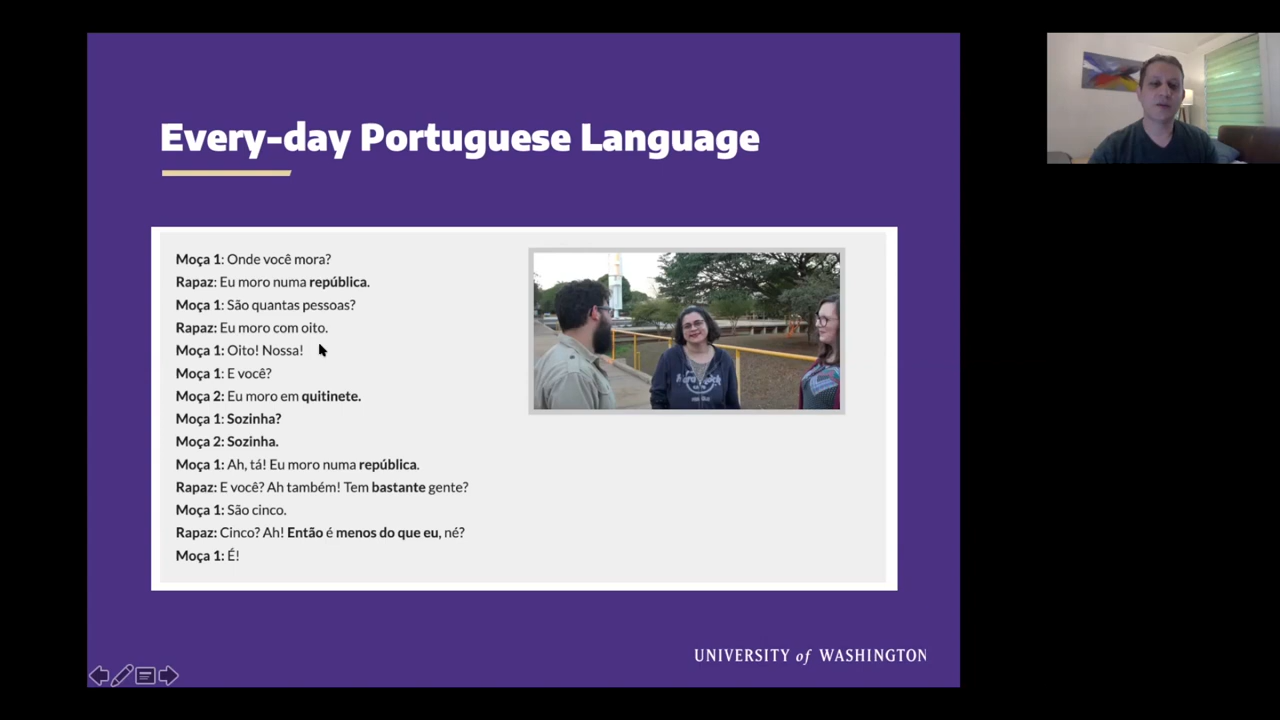 Every-day Portuguese Language
Moça 1: Onde você mora?
Rapaz: Eu moro numa república.
Moça 1: São quantas pessoas?
Rapaz: Eu moro com oito.
Moça 1: Oito! Nossa!
Moça 1: E você?
Moça 2: Eu moro em quitinete.
Moça 1: Sozinha?
Moça 2: Sozinha.
Moça 1: Ah, tá! Eu moro numa república.
Rapaz: E você? Ah também! Tem bastante gente?
Moça 1: São cinco.
Rapaz: Cinco? Ah! Então é menos do que eu, né?
Moça 1: É!
UNIVERSITY of WASHINGTON